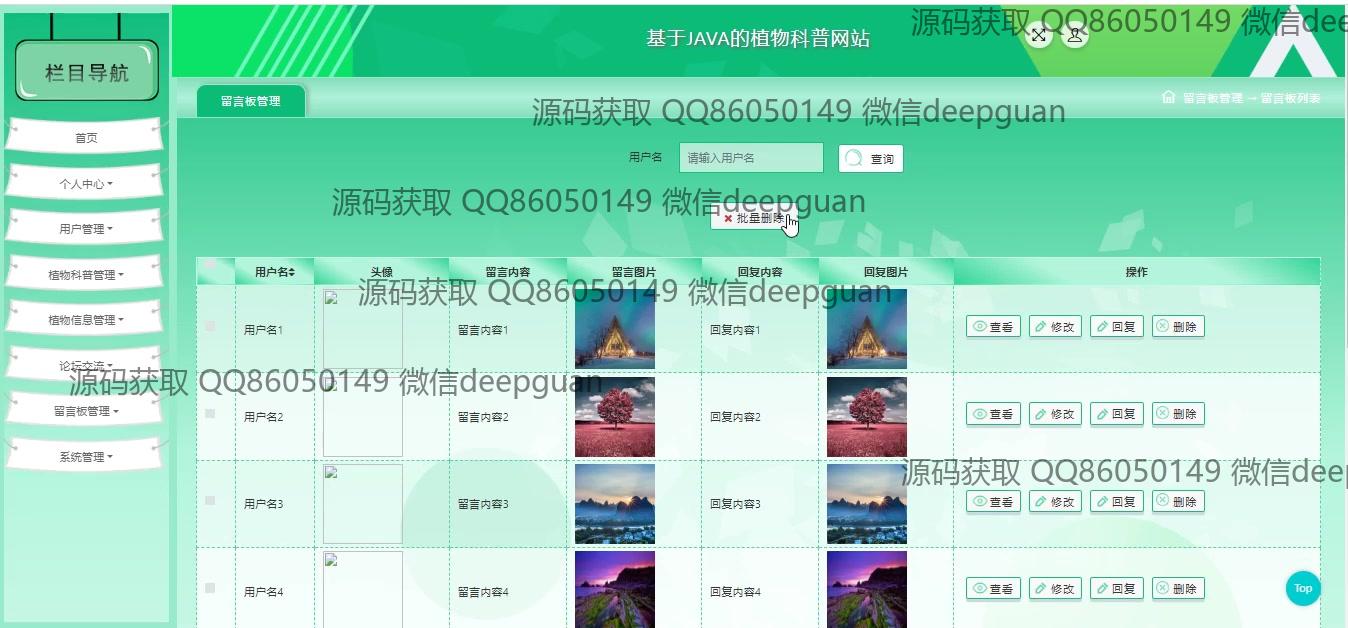 基于JAVA的植物科普网站
源码获取 QQ86050149 微信dee
栏目导航
首页
个人中心
用户管理
植物科普管理
植物信息管理
论坛交流
留言板管理
系统管理
留言板管理
留言板管理 → 留言板列表
源码获取 QQ86050149 微信deepguan
用户名 请输入用户名 查询
源码获取 QQ86050149 微信deepguan
批量删除
用户名 头像 留言内容 留言图片 回复内容 回复图片 操作
源码获取 QQ86050149 微信deepguan
用户名1 留言内容1 回复内容1 查看 修改 回复 删除
源码获取 QQ86050149 微信deepguan
用户名2 留言内容2 回复内容2 查看 修改 回复 删除
源码获取 QQ86050149 微信deep
用户名3 留言内容3 回复内容3 查看 修改 回复 删除
用户名4 留言内容4 回复内容4 查看 修改 回复 删除
Top